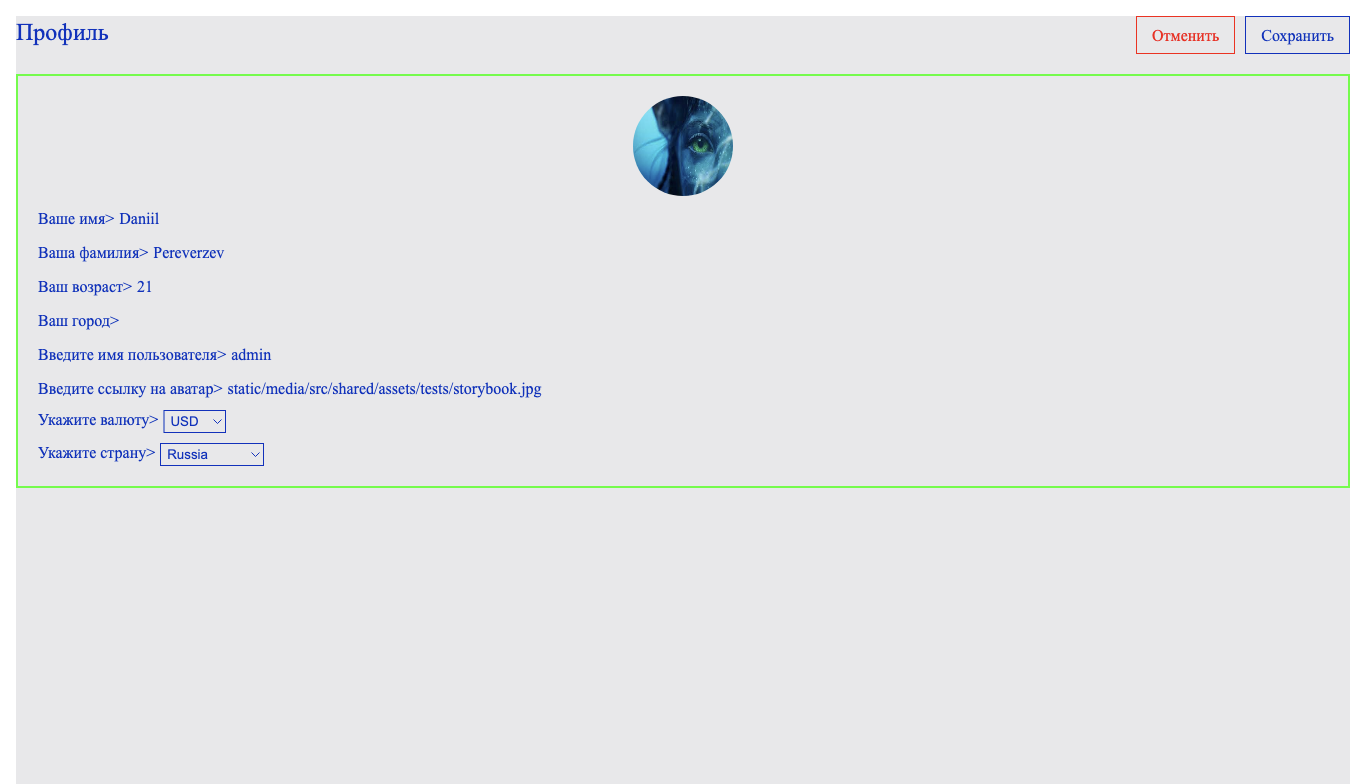 Профиль
Отменить
Сохранить
Ваше имя> Daniil
Ваша фамилия> Pereverzev
Ваш возраст> 21
Ваш город>
Введите имя пользователя> admin
Введите ссылку на аватар> static/media/src/shared/assets/tests/storybook.jpg
Укажите валюту> USD
Укажите страну> Russia